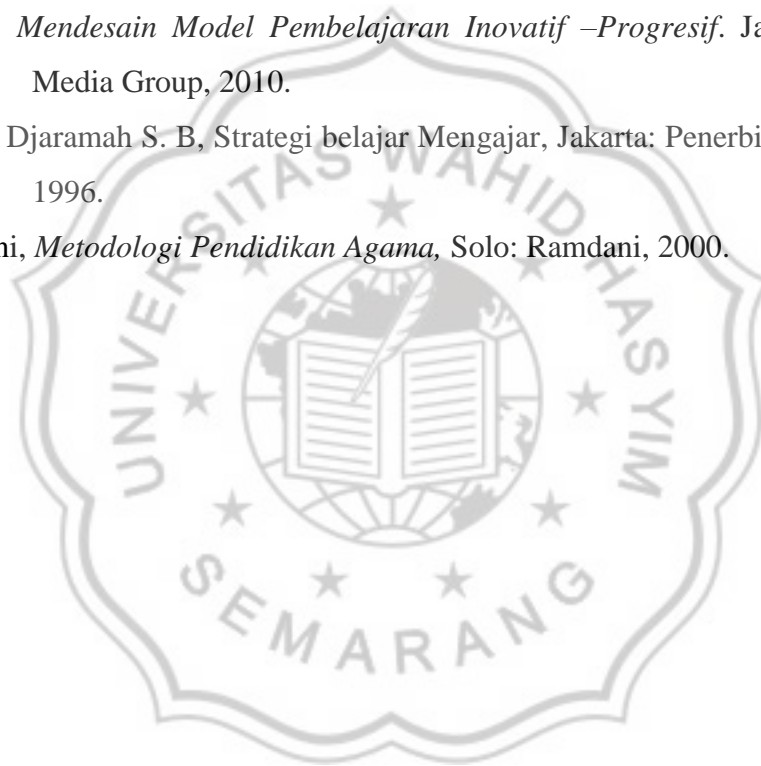 Mendesain Model Pembelajaran Inovatif –Progresif. Ja
Media Group, 2010.
Djaramah S. B, Strategi belajar Mengajar, Jakarta: Penerbi
1996.
ni, Metodologi Pendidikan Agama, Solo: Ramdani, 2000.
UNIVERSITAS WAHID HASYIM
SEMARANG